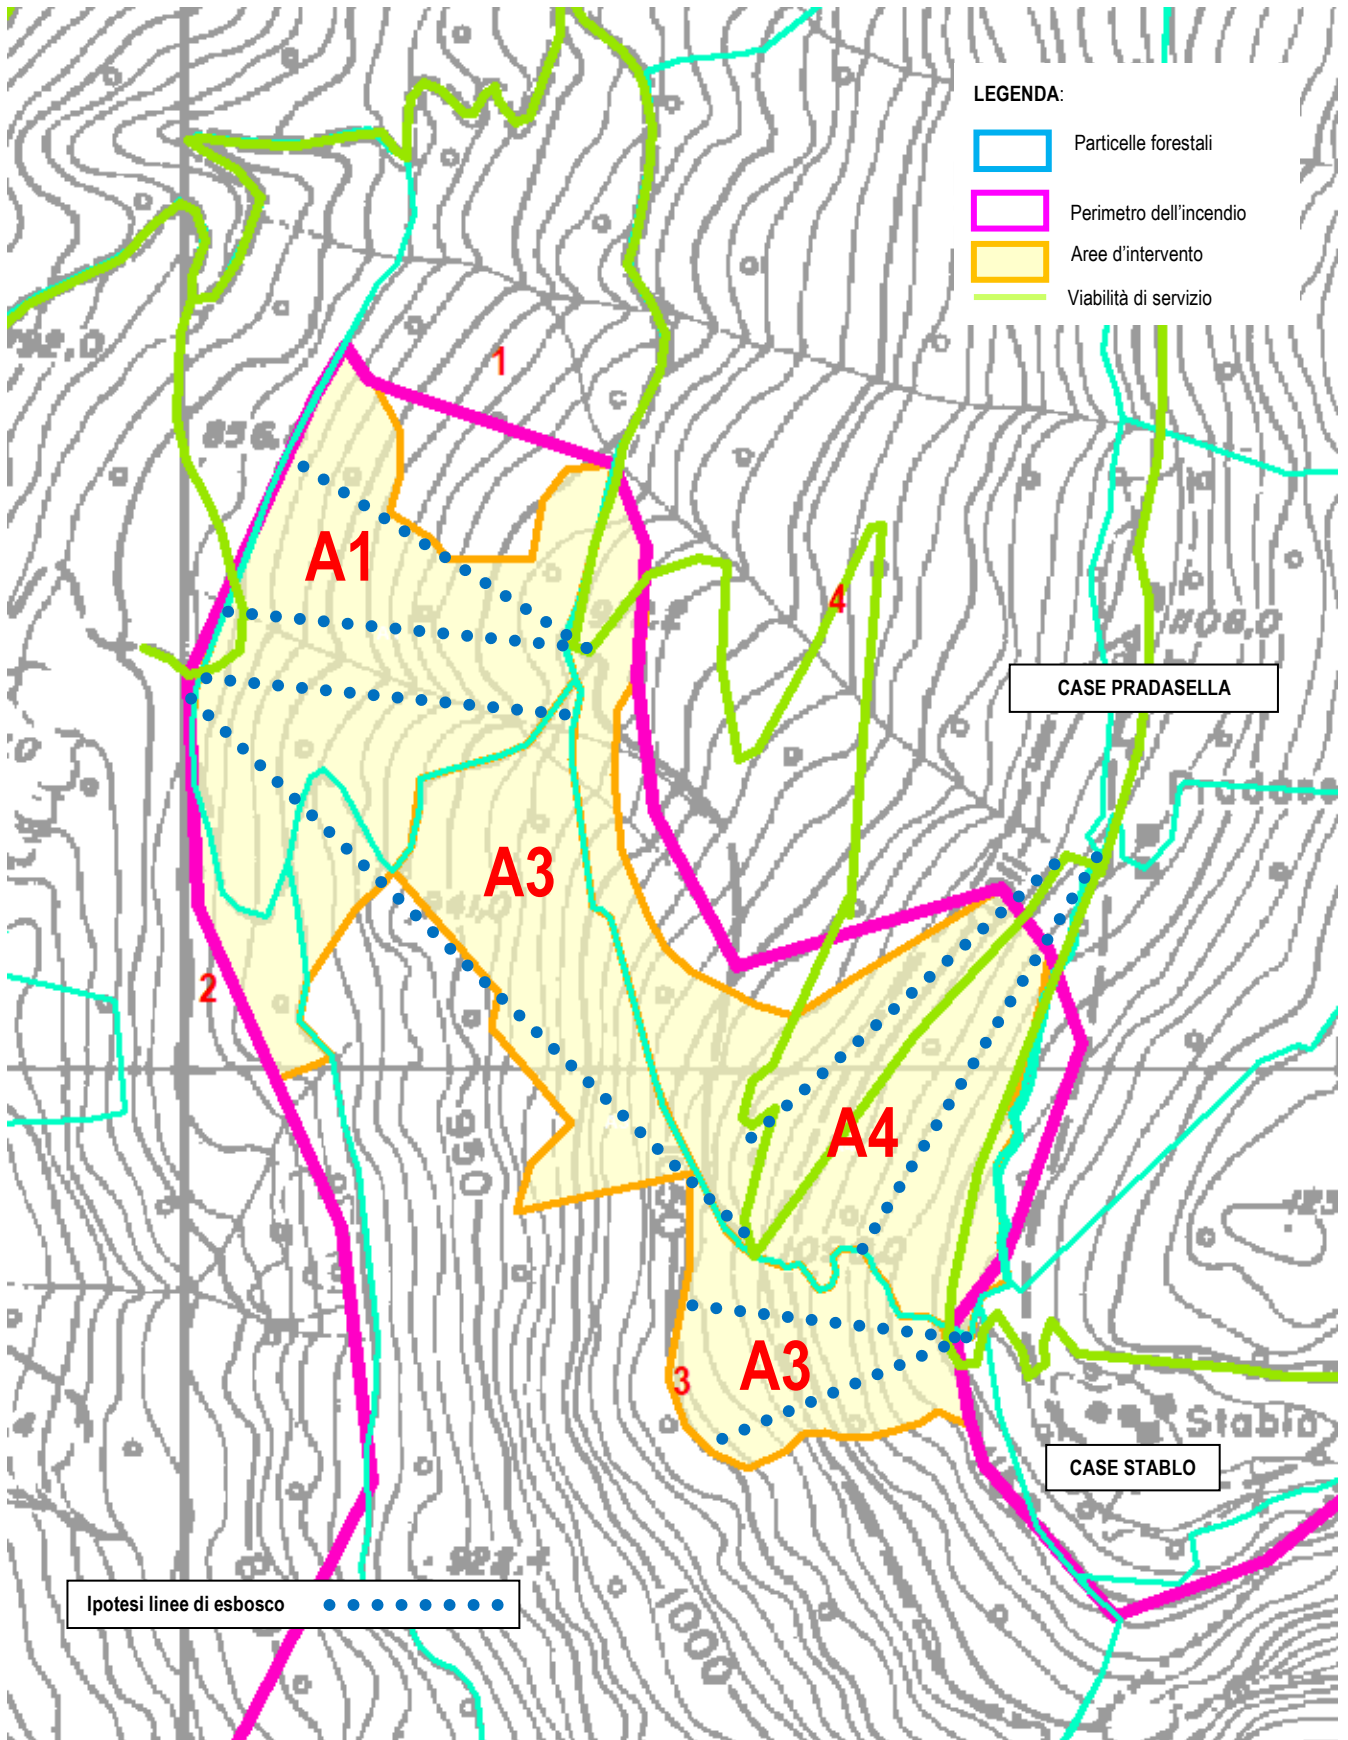 LEGENDA:
Particelle forestali
Perimetro dell'incendio
Aree d'intervento
Viabilità di servizio
1
856.
A1
4
CASE PRADASELLA
A3
2
950
A4
A3
3
Stablo
CASE STABLO
Ipotesi linee di esbosco
1000